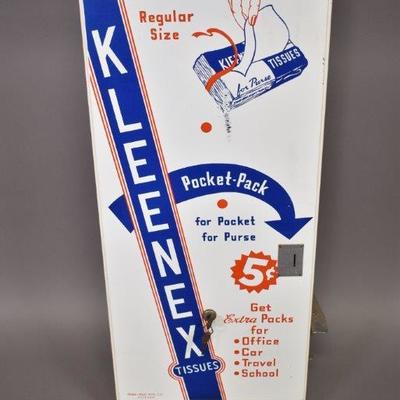 Regular
Size
KLEENEX
TISSUES
TISSUES
for Purse
Pocket-Pack
for Pocket
for Purse
5¢
Get
Extra Packs
for
• Office
• Car
• Travel
• School